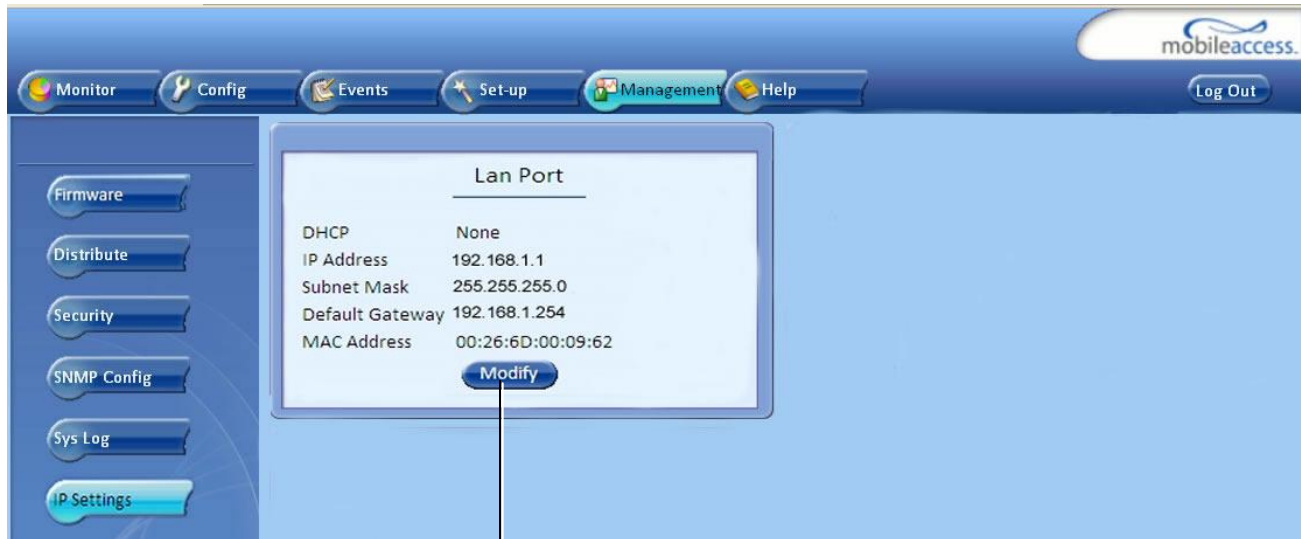 mobileaccess.
Monitor Config Events Set-up Management Help Log Out
Lan Port
Firmware
DHCP None
Distribute
IP Address 192.168.1.1
Subnet Mask 255.255.255.0
Security
Default Gateway 192.168.1.254
MAC Address 00:26:6D:00:09:62
SNMP Config
Modify
Sys Log
IP Settings